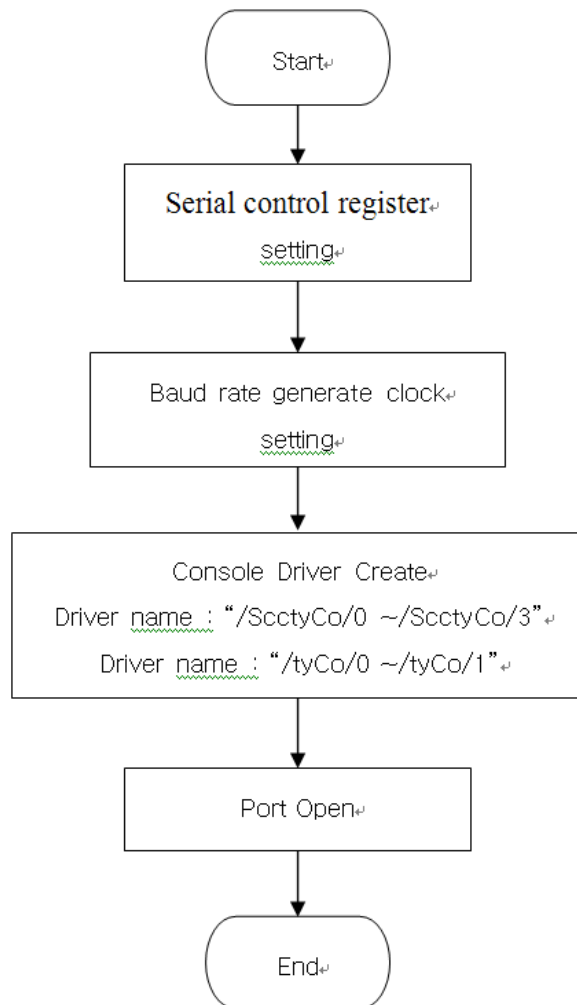 Start
Serial control register
setting
Baud rate generate clock
setting
Console Driver Create
Driver name : “/ScctyCo/0 ~/ScctyCo/3”
Driver name : “/tyCo/0 ~/tyCo/1”
Port Open
End